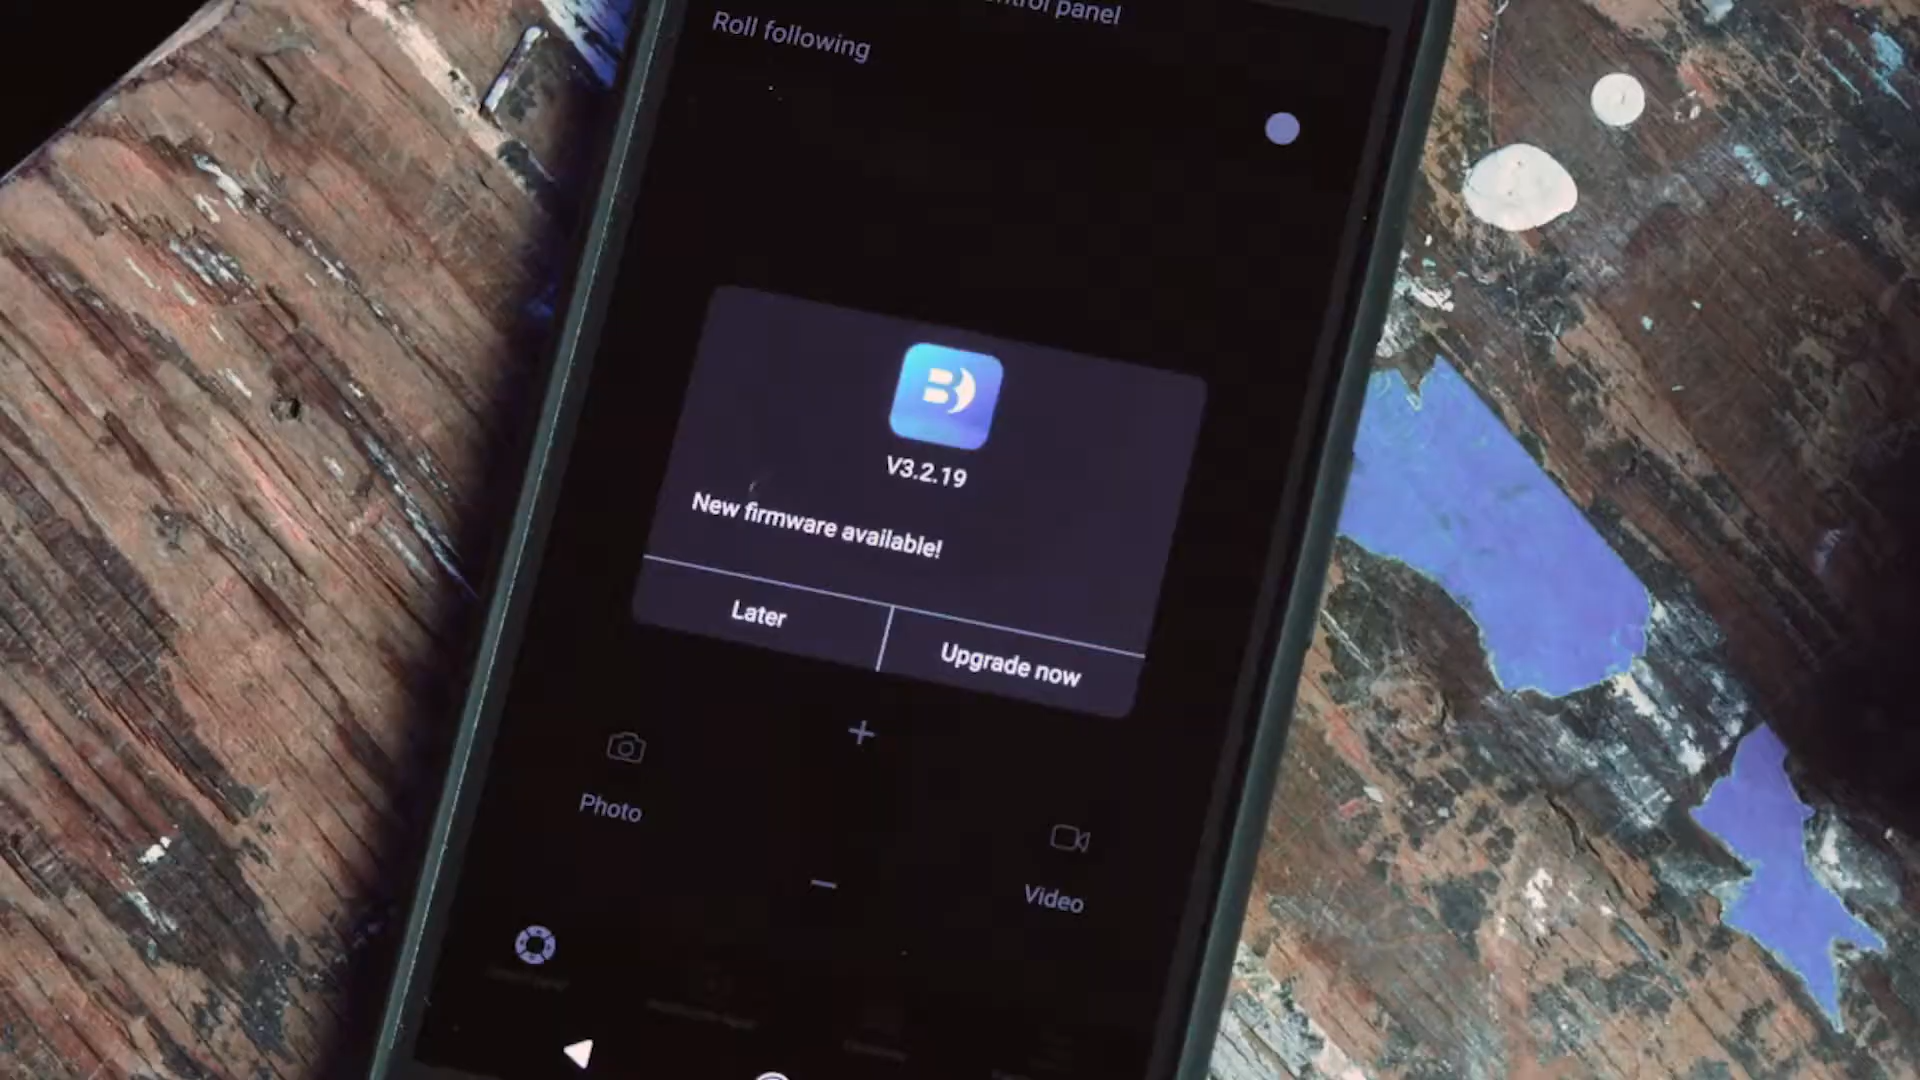 ntrol panel
Roll following
B
V3.2.19
New firmware available!
Later
Upgrade now
Photo
Video